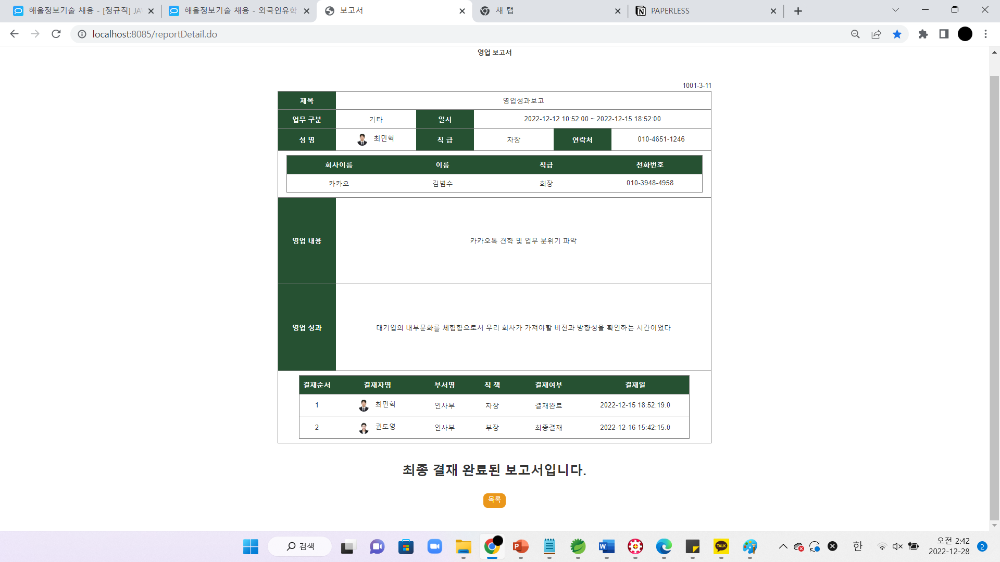 해올정보기술 채용 - [정규직] JA
해올정보기술 채용 - 외국인유학
보고서
새 탭
PAPERLESS
localhost:8085/reportDetail.do
영업 보고서
1001-3-11
제목 영업성과보고
업무 구분 기타 일시 2022-12-12 10:52:00 ~ 2022-12-15 18:52:00
성 명 최민혁 직 급 차장 연락처 010-4651-1246
회사이름 이름 직급 전화번호
카카오 김범수 회장 010-3948-4958
영업 내용 카카오톡 견학 및 업무 분위기 파악
영업 성과 대기업의 내부문화를 체험함으로서 우리 회사가 가져야할 비젼과 방향성을 확인하는 시간이었다
결재순서 결재자명 부서명 직 책 결재여부 결재일
1 최민혁 인사부 차장 결재완료 2022-12-15 18:52:19.0
2 권도영 인사부 부장 최종결재 2022-12-16 15:42:15.0
최종 결재 완료된 보고서입니다.
목록
검색
TALK
한
오전 2:42
2022-12-28
2